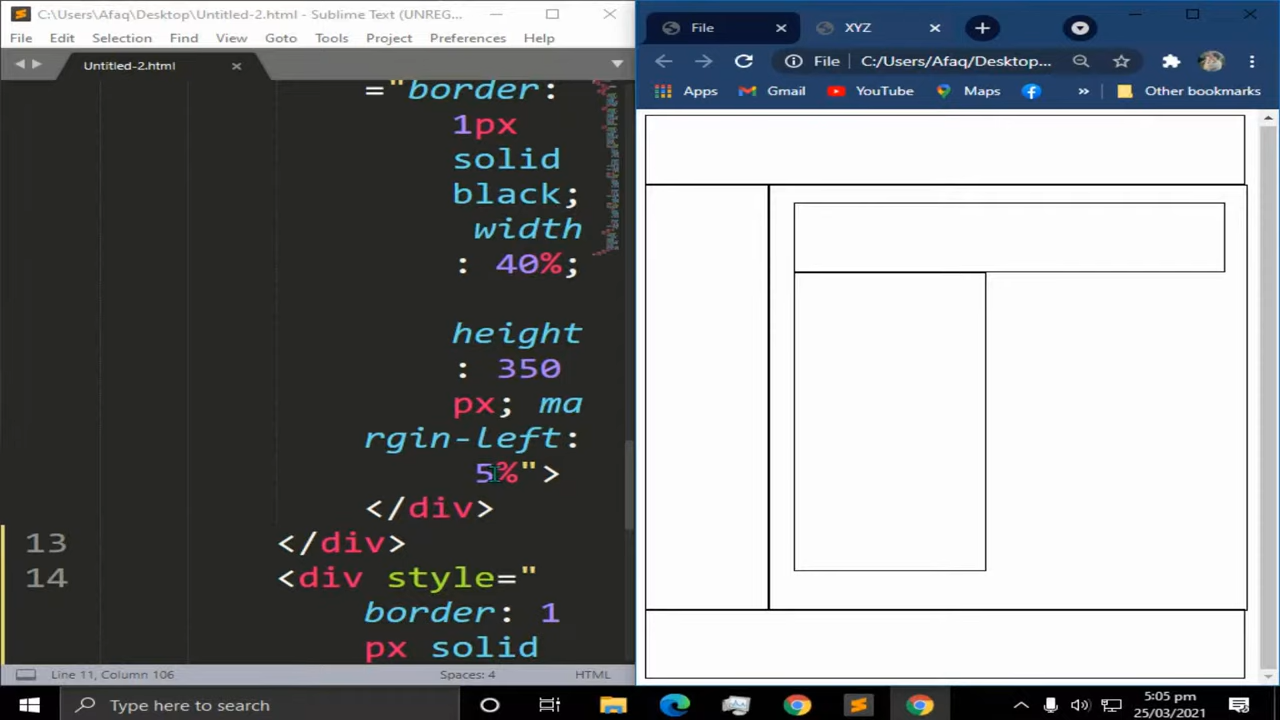 C:\Users\Afaq\Desktop\Untitled-2.html - Sublime Text (UNREG...
File Edit Selection Find View Goto Tools Project Preferences Help
Untitled-2.html
="border:
1px
solid
black;
width
: 40%;
height
: 350
px; ma
rgin-left:
5%">
</div>
13 </div>
14 <div style="
border: 1
px solid
Line 11, Column 106 Spaces: 4 HTML
File XYZ
File C:/Users/Afaq/Desktop...
Apps Gmail YouTube Maps » Other bookmarks
Type here to search
5:05 pm
25/03/2021